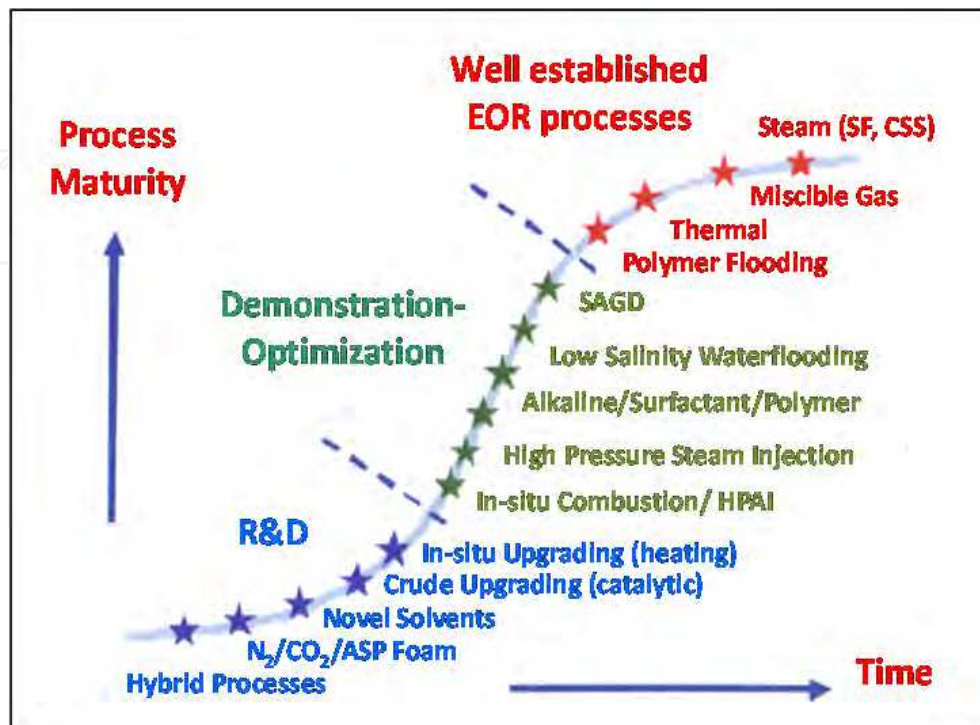 Well established
EOR processes
Process
Maturity
Steam (SF, CSS)
Miscible Gas
Thermal
Polymer Flooding
Demonstration-
Optimization
SAGD
Low Salinity Waterflooding
Alkaline/Surfactant/Polymer
High Pressure Steam Injection
In-situ Combustion/ HPAI
R&D
In-situ Upgrading (heating)
Crude Upgrading (catalytic)
Novel Solvents
N₂/CO₂/ASP Foam
Hybrid Processes
Time